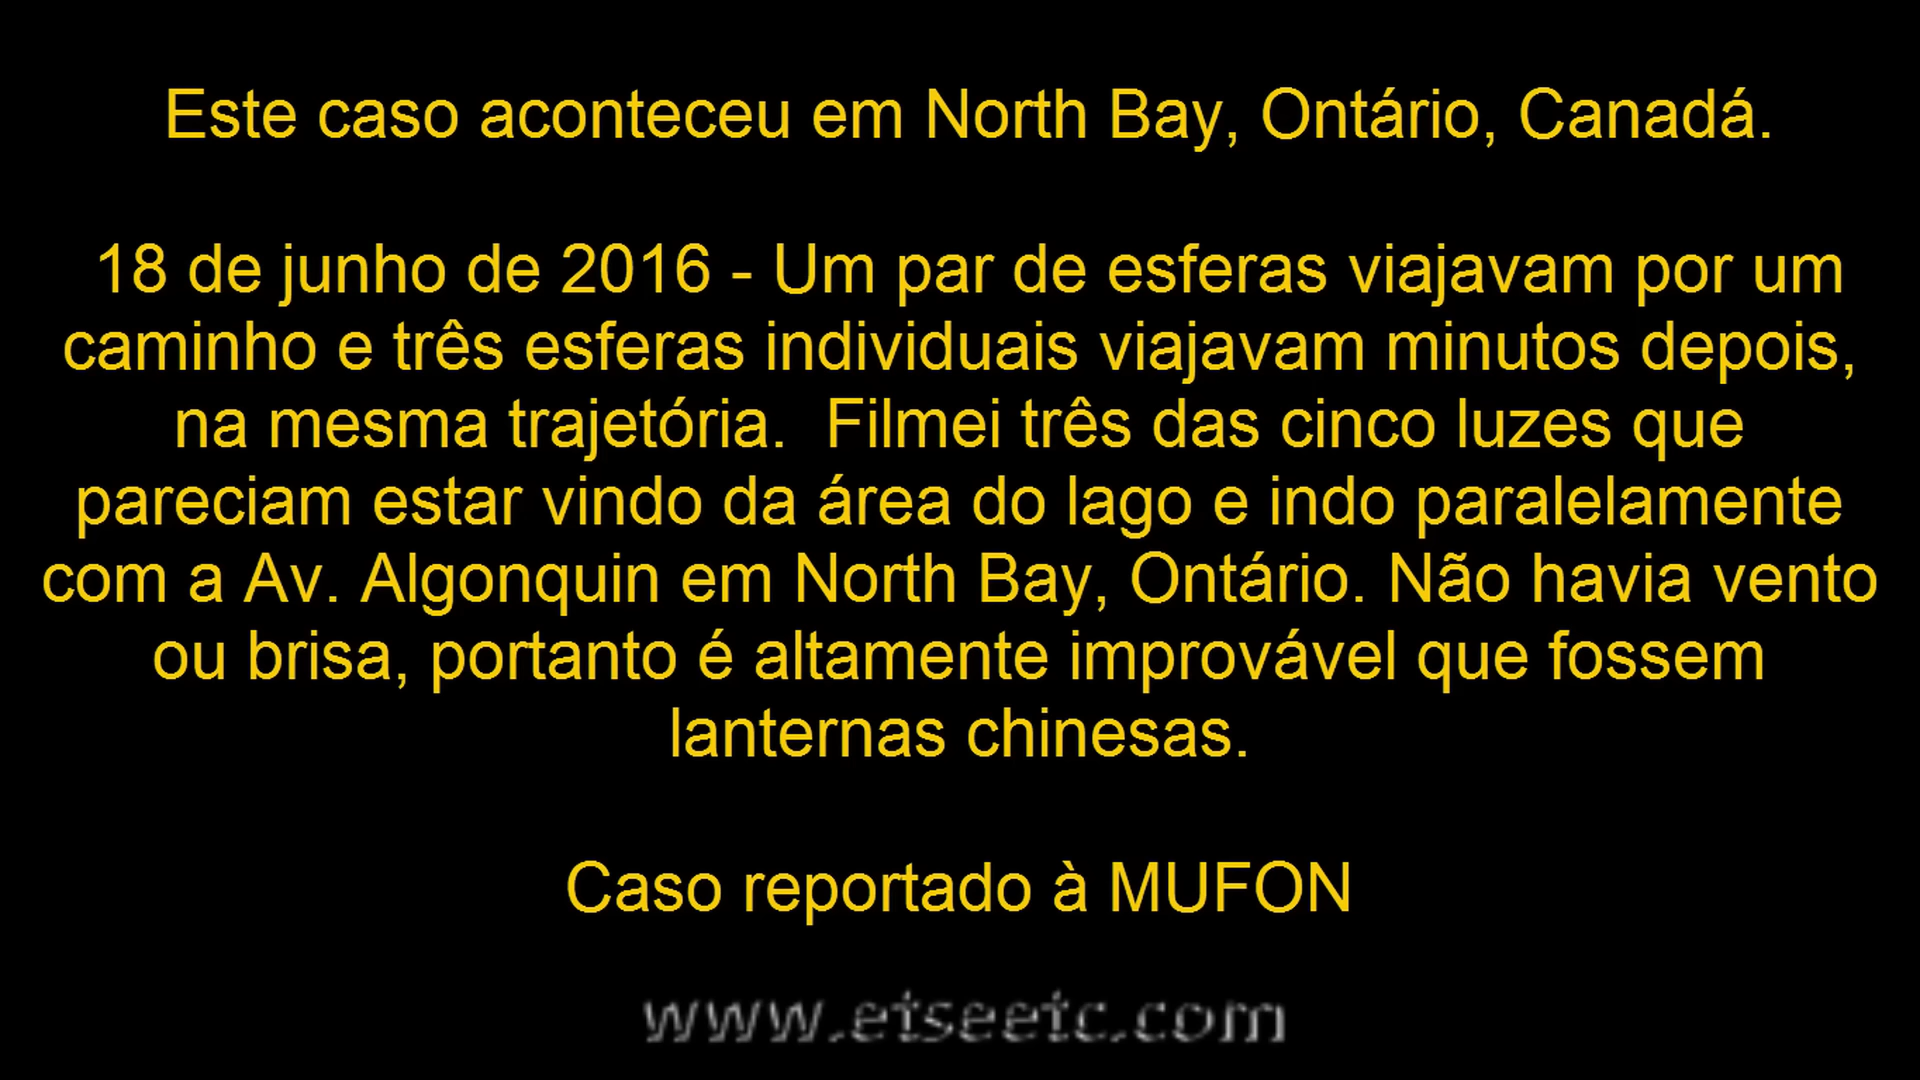 Este caso aconteceu em North Bay, Ontário, Canadá.
18 de junho de 2016 - Um par de esferas viajavam por um
caminho e três esferas individuais viajavam minutos depois,
na mesma trajetória.  Filmei três das cinco luzes que
pareciam estar vindo da área do lago e indo paralelamente
com a Av. Algonquin em North Bay, Ontário. Não havia vento
ou brisa, portanto é altamente improvável que fossem
lanternas chinesas.
Caso reportado à MUFON
www.etseetc.com